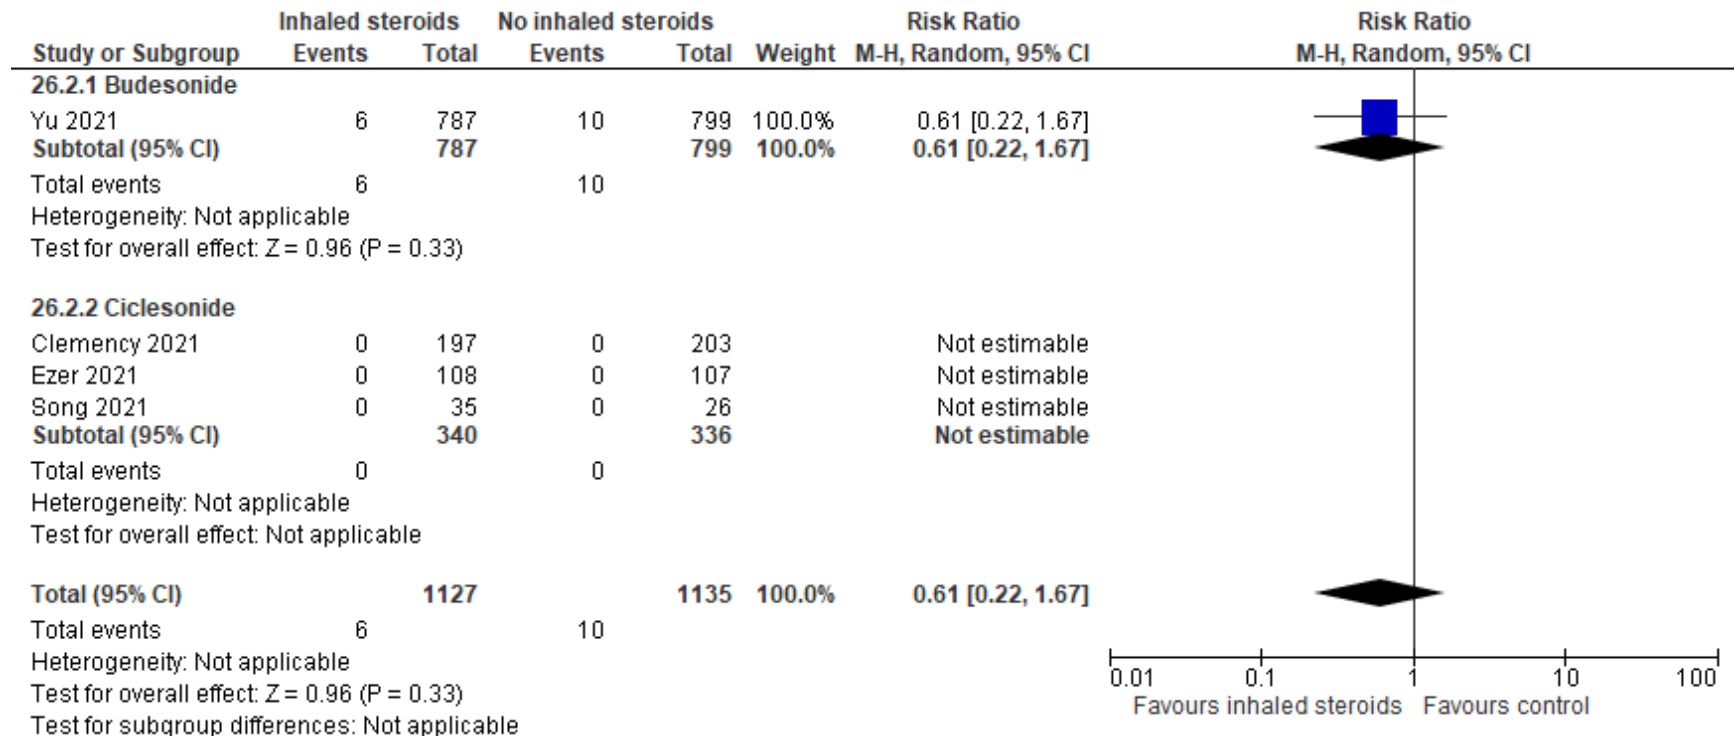 Inhaled steroids No inhaled steroids Risk Ratio Risk Ratio
Study or Subgroup Events Total Events Total Weight M-H, Random, 95% CI M-H, Random, 95% CI
26.2.1 Budesonide
Yu 2021 6 787 10 799 100.0% 0.61 [0.22, 1.67]
Subtotal (95% CI) 787 799 100.0% 0.61 [0.22, 1.67]
Total events 6 10
Heterogeneity: Not applicable
Test for overall effect: Z = 0.96 (P = 0.33)
26.2.2 Ciclesonide
Clemency 2021 0 197 0 203 Not estimable
Ezer 2021 0 108 0 107 Not estimable
Song 2021 0 35 0 26 Not estimable
Subtotal (95% CI) 340 336 Not estimable
Total events 0 0
Heterogeneity: Not applicable
Test for overall effect: Not applicable
Total (95% CI) 1127 1135 100.0% 0.61 [0.22, 1.67]
Total events 6 10
Heterogeneity: Not applicable
Test for overall effect: Z = 0.96 (P = 0.33)
Test for subgroup differences: Not applicable
0.01 0.1 1 10 100
Favours inhaled steroids Favours control